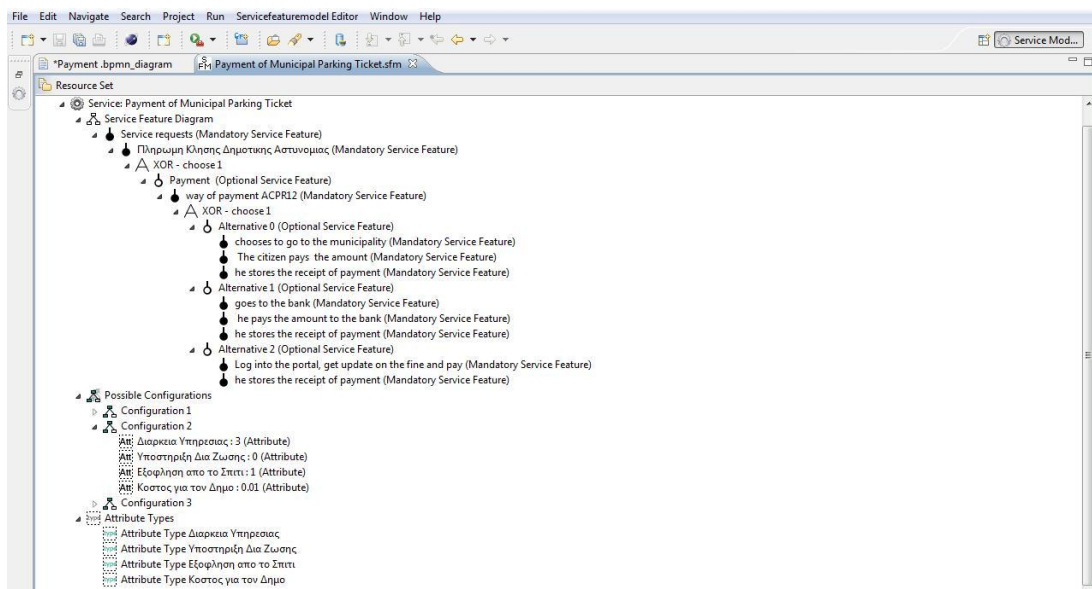 File Edit Navigate Search Project Run Servicefeaturemodel Editor Window Help
Service Mod...
*Payment .bpmn_diagram Payment of Municipal Parking Ticket.sfm
Resource Set
Service: Payment of Municipal Parking Ticket
Service Feature Diagram
Service requests (Mandatory Service Feature)
Πληρωμη Κλησης Δημοτικης Αστυνομιας (Mandatory Service Feature)
XOR - choose 1
Payment (Optional Service Feature)
way of payment ACPR12 (Mandatory Service Feature)
XOR - choose 1
Alternative 0 (Optional Service Feature)
chooses to go to the municipality (Mandatory Service Feature)
The citizen pays the amount (Mandatory Service Feature)
he stores the receipt of payment (Mandatory Service Feature)
Alternative 1 (Optional Service Feature)
goes to the bank (Mandatory Service Feature)
he pays the amount to the bank (Mandatory Service Feature)
he stores the receipt of payment (Mandatory Service Feature)
Alternative 2 (Optional Service Feature)
Log into the portal, get update on the fine and pay (Mandatory Service Feature)
he stores the receipt of payment (Mandatory Service Feature)
Possible Configurations
Configuration 1
Configuration 2
Att Διαρκεια Υπηρεσιας : 3 (Attribute)
Att Υποστηριξη Δια Ζωσης : 0 (Attribute)
Att Εξοφληση απο το Σπιτι : 1 (Attribute)
Att Κοστος για τον Δημο : 0.01 (Attribute)
Configuration 3
Attribute Types
Attribute Type Διαρκεια Υπηρεσιας
Attribute Type Υποστηριξη Δια Ζωσης
Attribute Type Εξοφληση απο το Σπιτι
Attribute Type Κοστος για τον Δημο